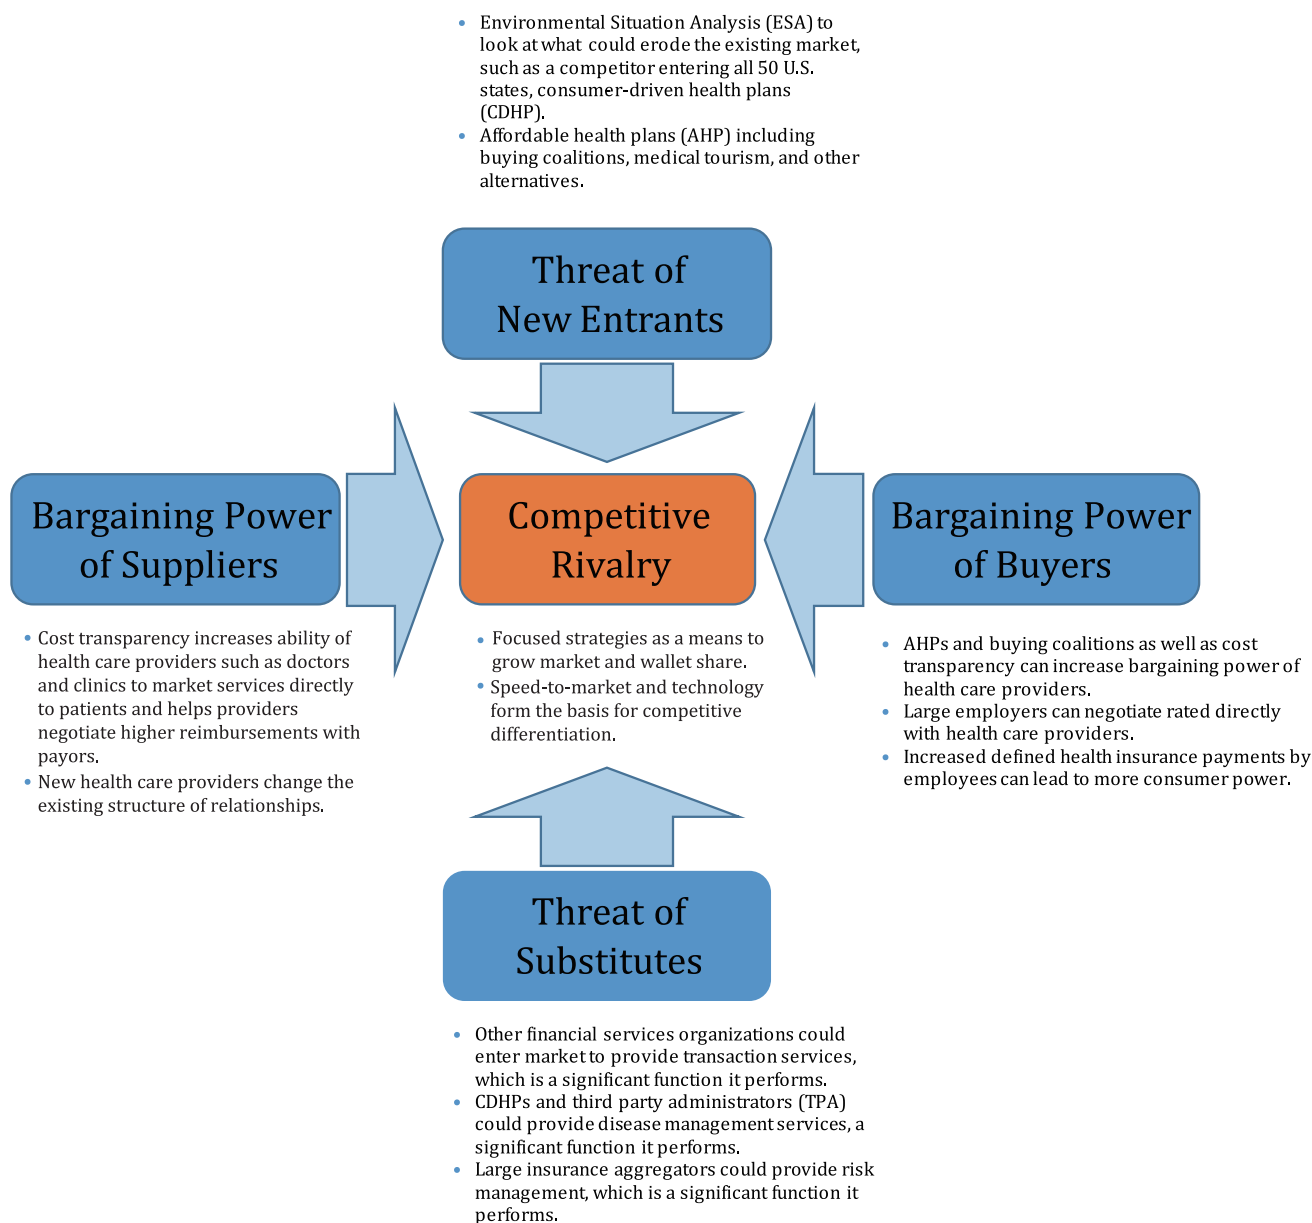 • Environmental Situation Analysis (ESA) to
look at what could erode the existing market,
such as a competitor entering all 50 U.S.
states, consumer-driven health plans
(CDHP).
• Affordable health plans (AHP) including
buying coalitions, medical tourism, and other
alternatives.
Threat of
New Entrants
Bargaining Power
of Suppliers
• Cost transparency increases ability of
health care providers such as doctors
and clinics to market services directly
to patients and helps providers
negotiate higher reimbursements with
payors.
• New health care providers change the
existing structure of relationships.
Competitive
Rivalry
• Focused strategies as a means to
grow market and wallet share.
• Speed-to-market and technology
form the basis for competitive
differentiation.
Bargaining Power
of Buyers
• AHPs and buying coalitions as well as cost
transparency can increase bargaining power of
health care providers.
• Large employers can negotiate rated directly
with health care providers.
• Increased defined health insurance payments by
employees can lead to more consumer power.
Threat of
Substitutes
• Other financial services organizations could
enter market to provide transaction services,
which is a significant function it performs.
• CDHPs and third party administrators (TPA)
could provide disease management services, a
significant function it performs.
• Large insurance aggregators could provide risk
management, which is a significant function it
performs.